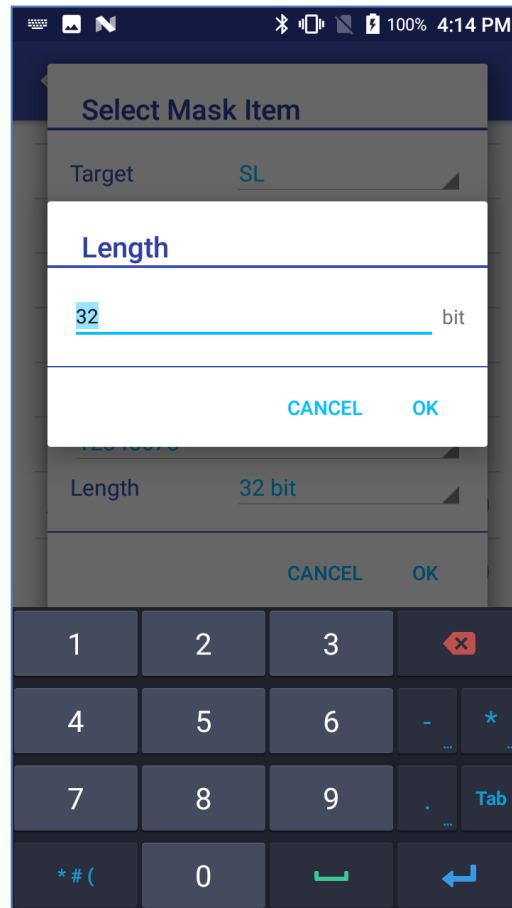 100% 4:14 PM
Select Mask Item
Target SL
Length
32 bit
CANCEL OK
Length 32 bit
CANCEL OK
1 2 3
4 5 6 - *
7 8 9 . Tab
* # ( 0